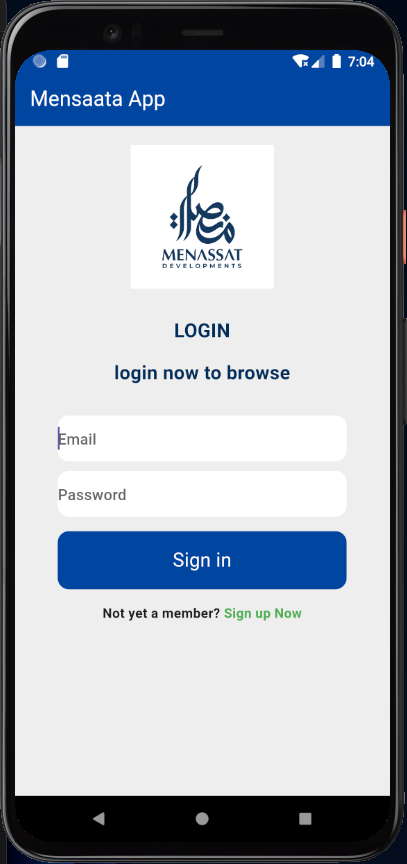 7:04
Mensaata App
منصات
MENASSAT
DEVELOPMENTS
LOGIN
login now to browse
Email
Password
Sign in
Not yet a member? Sign up Now